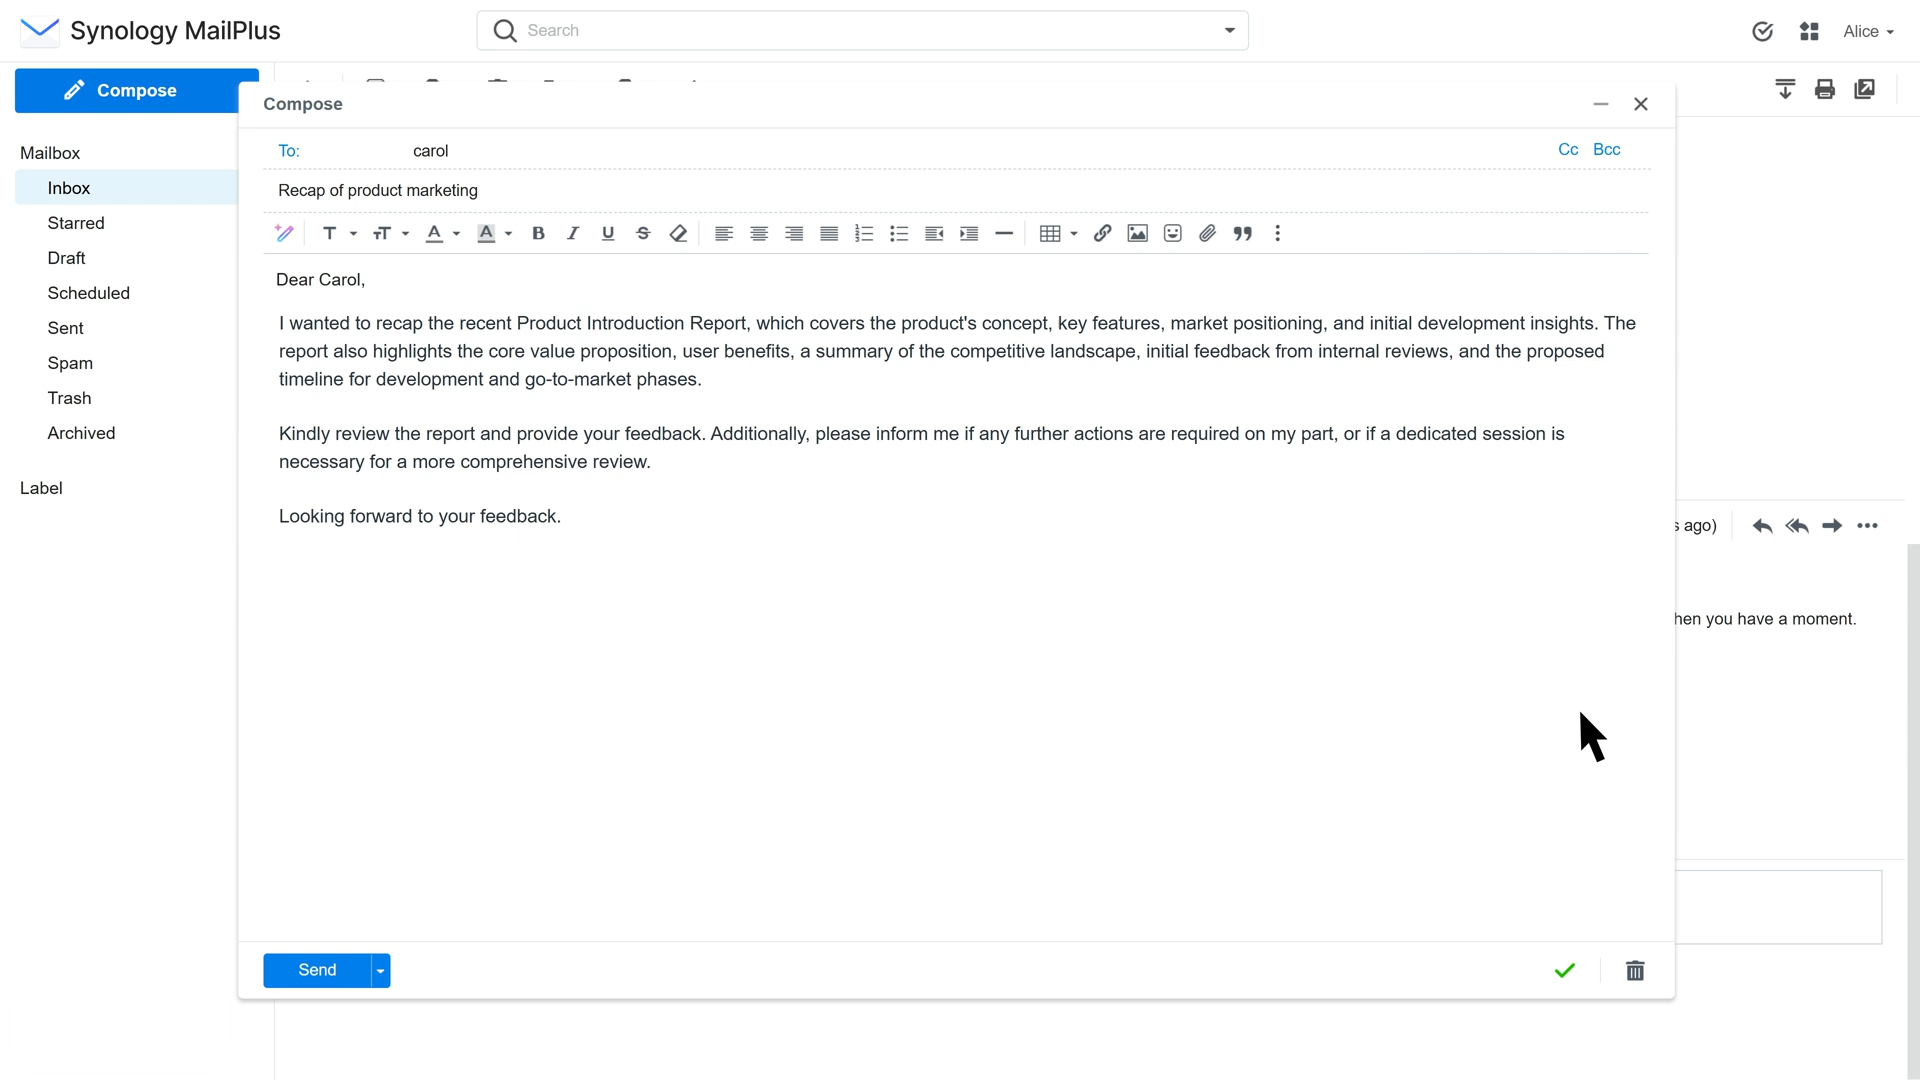 Synology MailPlus
Search
Alice
Compose
Mailbox
Inbox
Starred
Draft
Scheduled
Sent
Spam
Trash
Archived
Label
Compose
To: carol Cc Bcc
Recap of product marketing
Dear Carol,
I wanted to recap the recent Product Introduction Report, which covers the product's concept, key features, market positioning, and initial development insights. The
report also highlights the core value proposition, user benefits, a summary of the competitive landscape, initial feedback from internal reviews, and the proposed
timeline for development and go-to-market phases.
Kindly review the report and provide your feedback. Additionally, please inform me if any further actions are required on my part, or if a dedicated session is
necessary for a more comprehensive review.
Looking forward to your feedback.
Send
ago)
you have a moment.